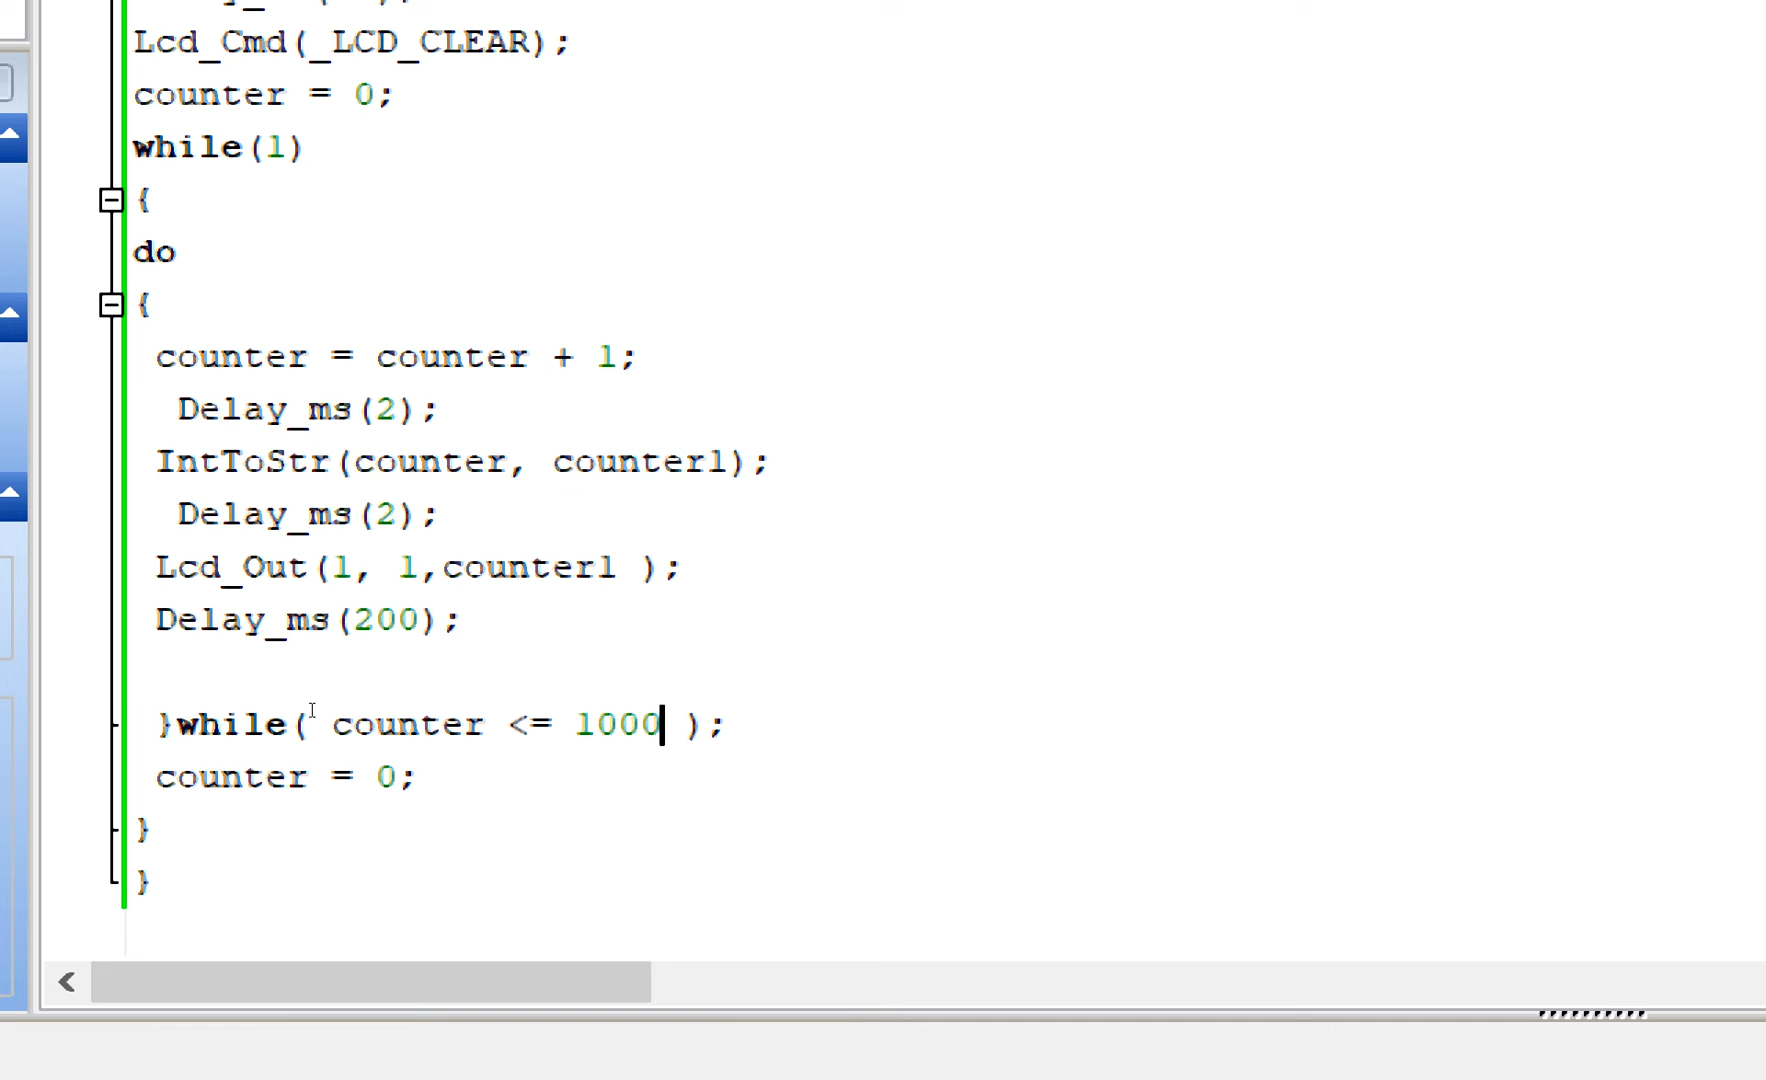 Lcd_Cmd(_LCD_CLEAR);
counter = 0;
while(1)
{
do
{
counter = counter + 1;
Delay_ms(2);
IntToStr(counter, counter1);
Delay_ms(2);
Lcd_Out(1, 1,counter1 );
Delay_ms(200);
}while( counter <= 1000 );
counter = 0;
}
}